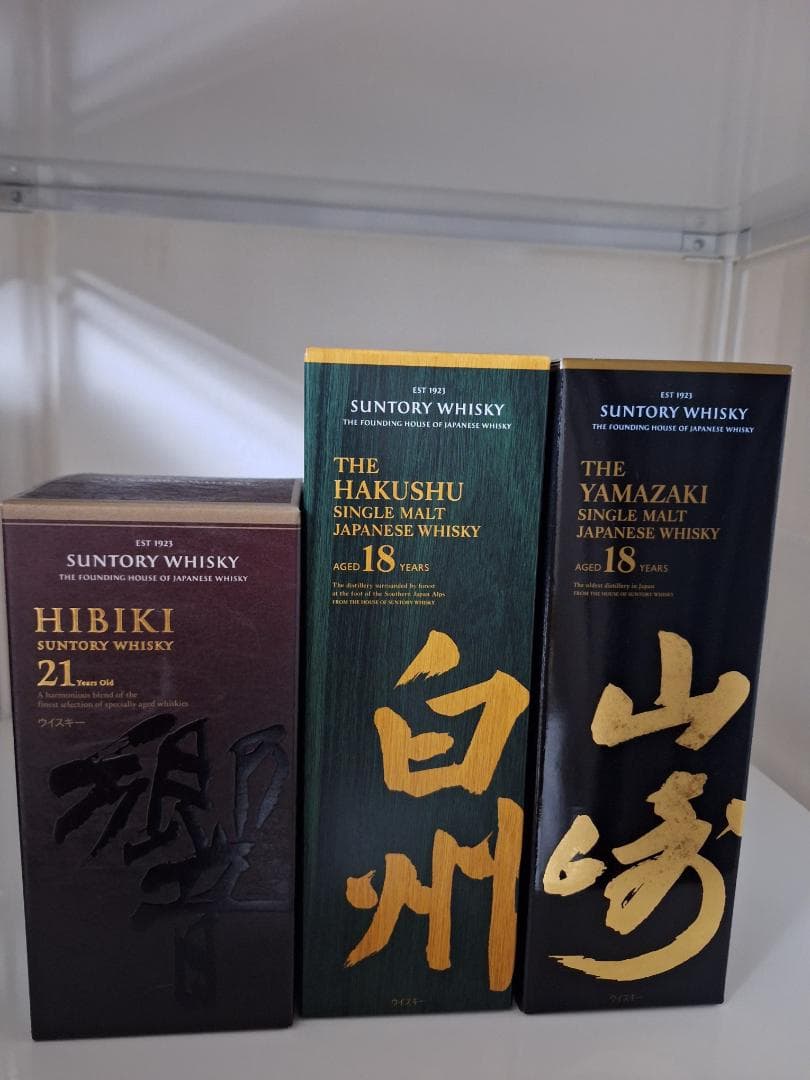 EST 1923
SUNTORY WHISKY
THE FOUNDING HOUSE OF JAPANESE WHISKY
HIBIKI
SUNTORY WHISKY
21 Years Old
A harmonious blend of the
finest selection of specially aged whiskies
ウイスキー
響
EST 1923
SUNTORY WHISKY
THE FOUNDING HOUSE OF JAPANESE WHISKY
THE
HAKUSHU
SINGLE MALT
JAPANESE WHISKY
AGED 18 YEARS
The distillery surrounded by forest
at the foot of the Southern Japan Alps
FROM THE HOUSE OF SUNTORY WHISKY
白
州
ウイスキー
EST 1923
SUNTORY WHISKY
THE FOUNDING HOUSE OF JAPANESE WHISKY
THE
YAMAZAKI
SINGLE MALT
JAPANESE WHISKY
AGED 18 YEARS
The oldest distillery in Japan
FROM THE HOUSE OF SUNTORY WHISKY
山
崎
ウイスキー